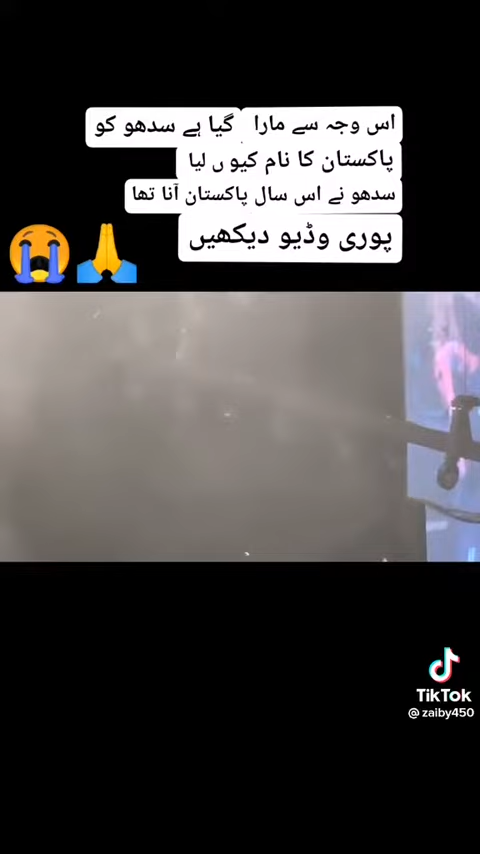 اس وجہ سے مارا گیا ہے سدھو کو
پاکستان کا نام کیوں لیا
سدھو نے اس سال پاکستان آنا تھا
پوری وڈیو دیکھیں
TikTok
@zaiby450